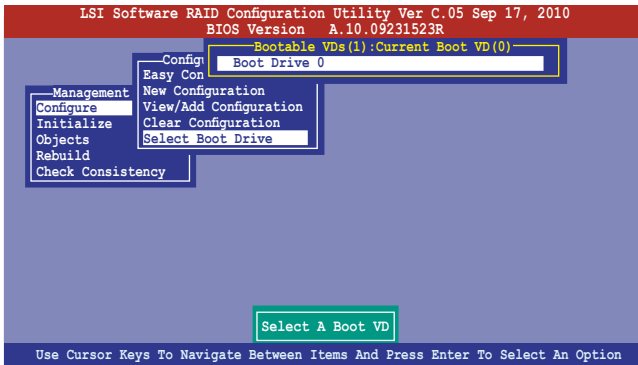 LSI Software RAID Configuration Utility Ver C.05 Sep 17, 2010
BIOS Version A.10.09231523R
Bootable VDs(1):Current Boot VD(0)
Boot Drive 0
Configu
Easy Con
New Configuration
View/Add Configuration
Clear Configuration
Select Boot Drive
Management
Configure
Initialize
Objects
Rebuild
Check Consistency
Select A Boot VD
Use Cursor Keys To Navigate Between Items And Press Enter To Select An Option